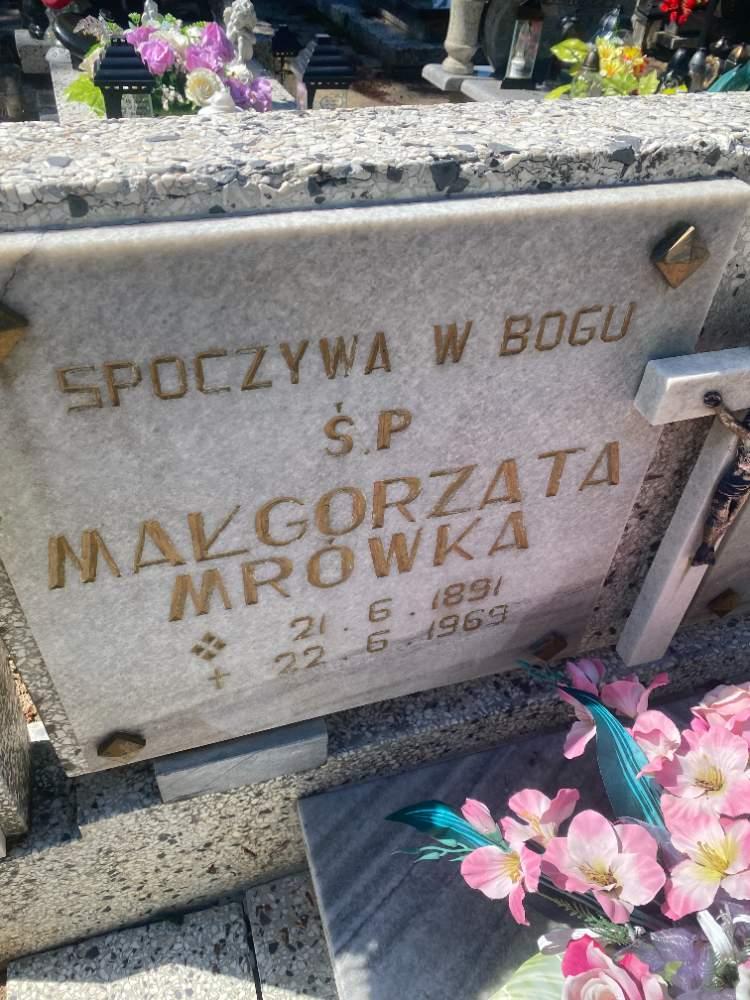 SPOCZYWA W BOGU
Ś.P
MAŁGORZATA
MRÓWKA
21.6.1891
+ 22.6.1969